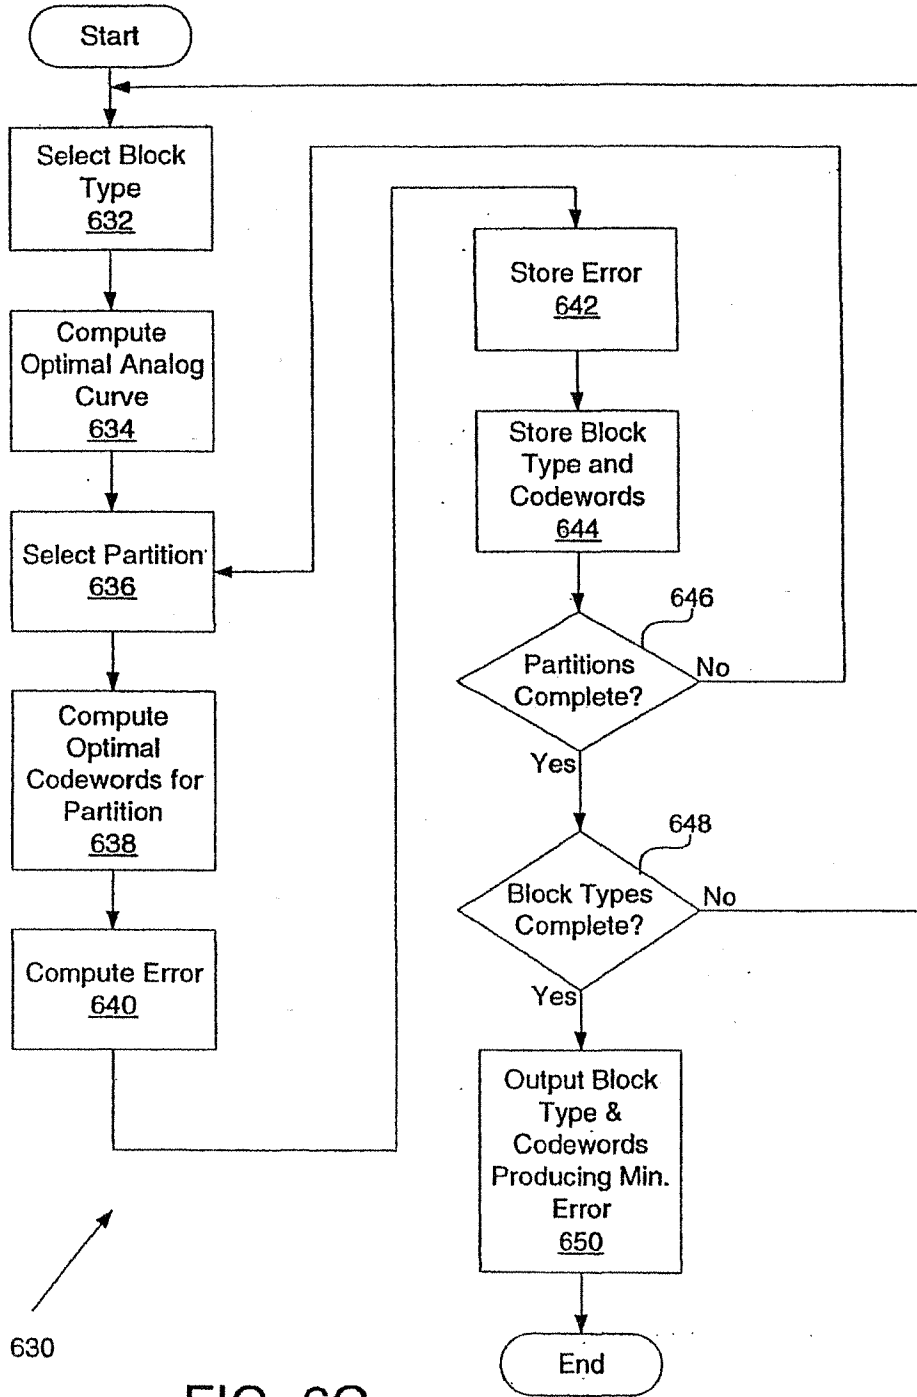 Start
Select Block
Type
632
Compute
Optimal Analog
Curve
634
Select Partition
636
Compute
Optimal
Codewords for
Partition
638
Compute Error
640
Store Error
642
Store Block
Type and
Codewords
644
646
Partitions
Complete?
No
Yes
648
Block Types
Complete?
No
Yes
Output Block
Type &
Codewords
Producing Min.
Error
650
End
630
FIG. 6C